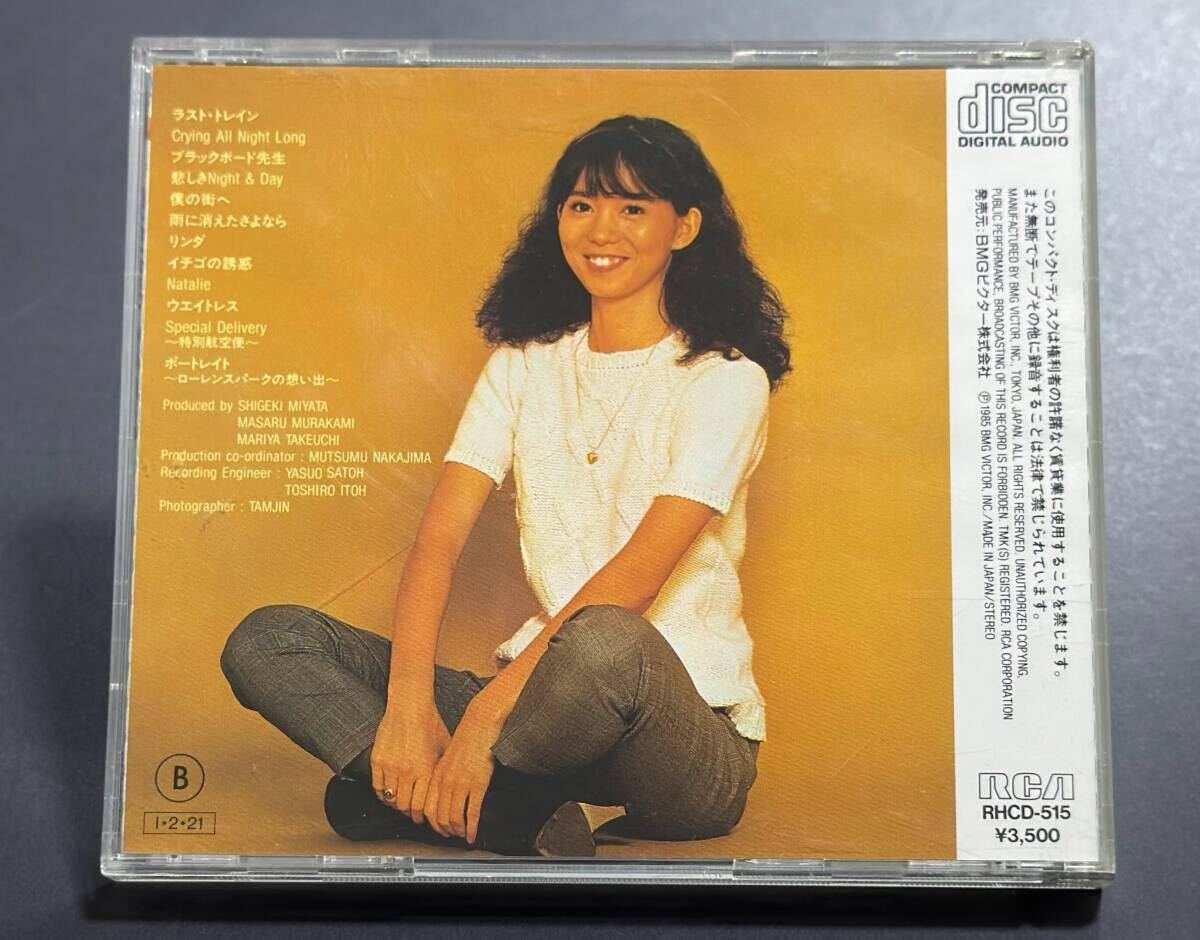 ラスト・トレイン
Crying All Night Long
ブラックボード先生
悲しきNight & Day
僕の街へ
雨に消えたさよなら
リンダ
イチゴの誘惑
Natalie
ウエイトレス
Special Delivery
〜特別航空便〜
ポートレイト
〜ローレンスパークの想い出〜
Produced by SHIGEKI MIYATA
MASARU MURAKAMI
MARIYA TAKEUCHI
Production co-ordinator : MUTSUMU NAKAJIMA
Recording Engineer : YASUO SATOH
TOSHIRO ITOH
Photographer : TAMJIN
B
1・2・21
COMPACT
disc
DIGITAL AUDIO
このコンパクト・ディスクは権利者の許諾なく賃貸業に使用することを禁じます。
また無断でテープその他に録音することは法律で禁じられています。
MANUFACTURED BY BMG VICTOR, INC., TOKYO, JAPAN. ALL RIGHTS RESERVED. UNAUTHORIZED COPYING,
PUBLIC PERFORMANCE, BROADCASTING OF THIS RECORD IS FORBIDDEN. TMK(S) REGISTERED. RCA CORPORATION
発売元:BMGビクター株式会社 Ⓟ1985 BMG VICTOR, INC./MADE IN JAPAN/STEREO
RCA
RHCD-515
¥3,500